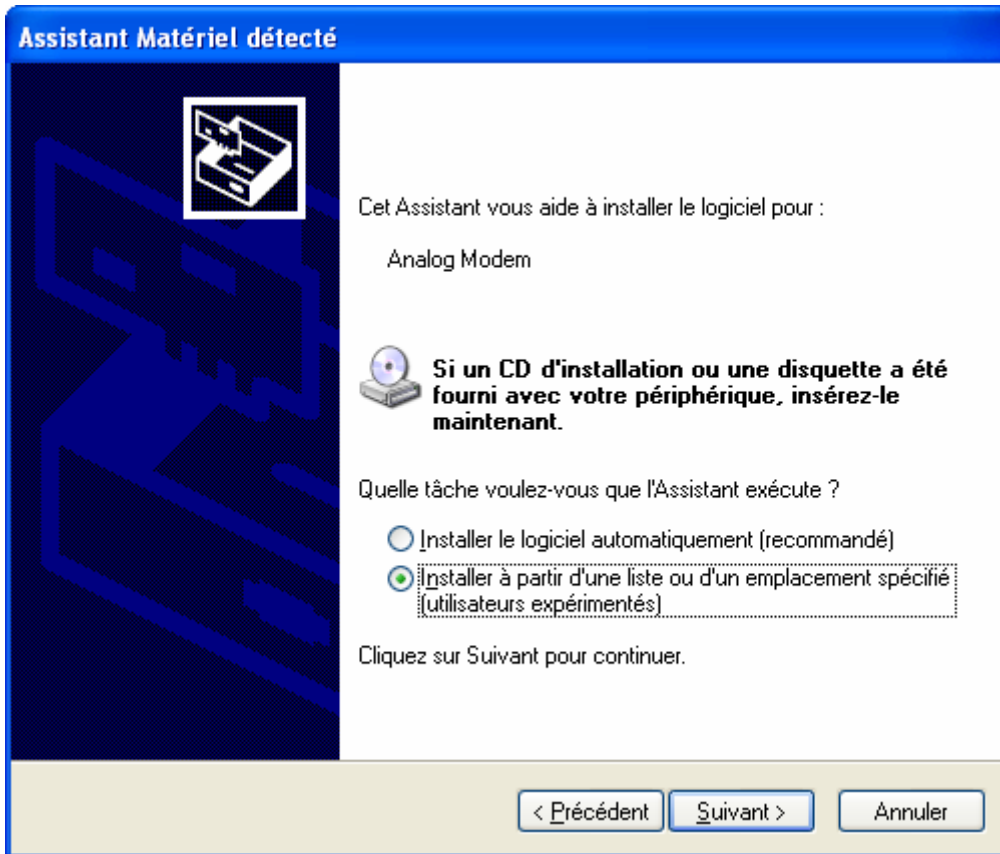 Assistant Matériel détecté
Cet Assistant vous aide à installer le logiciel pour :
Analog Modem
Si un CD d'installation ou une disquette a été
fourni avec votre périphérique, insérez-le
maintenant.
Quelle tâche voulez-vous que l'Assistant exécute ?
Installer le logiciel automatiquement (recommandé)
Installer à partir d'une liste ou d'un emplacement spécifié
(utilisateurs expérimentés)
Cliquez sur Suivant pour continuer.
< Précédent
Suivant >
Annuler